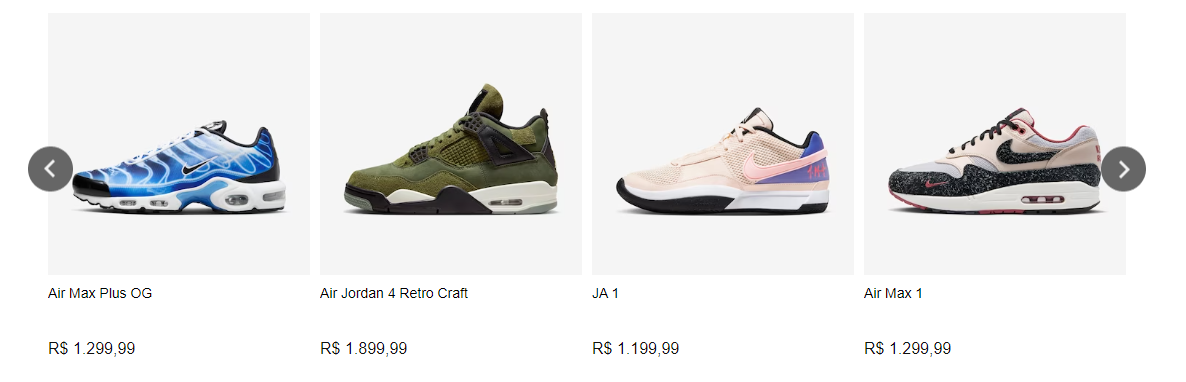 Air Max Plus OG
R$ 1.299,99
Air Jordan 4 Retro Craft
R$ 1.899,99
JA 1
R$ 1.199,99
Air Max 1
R$ 1.299,99